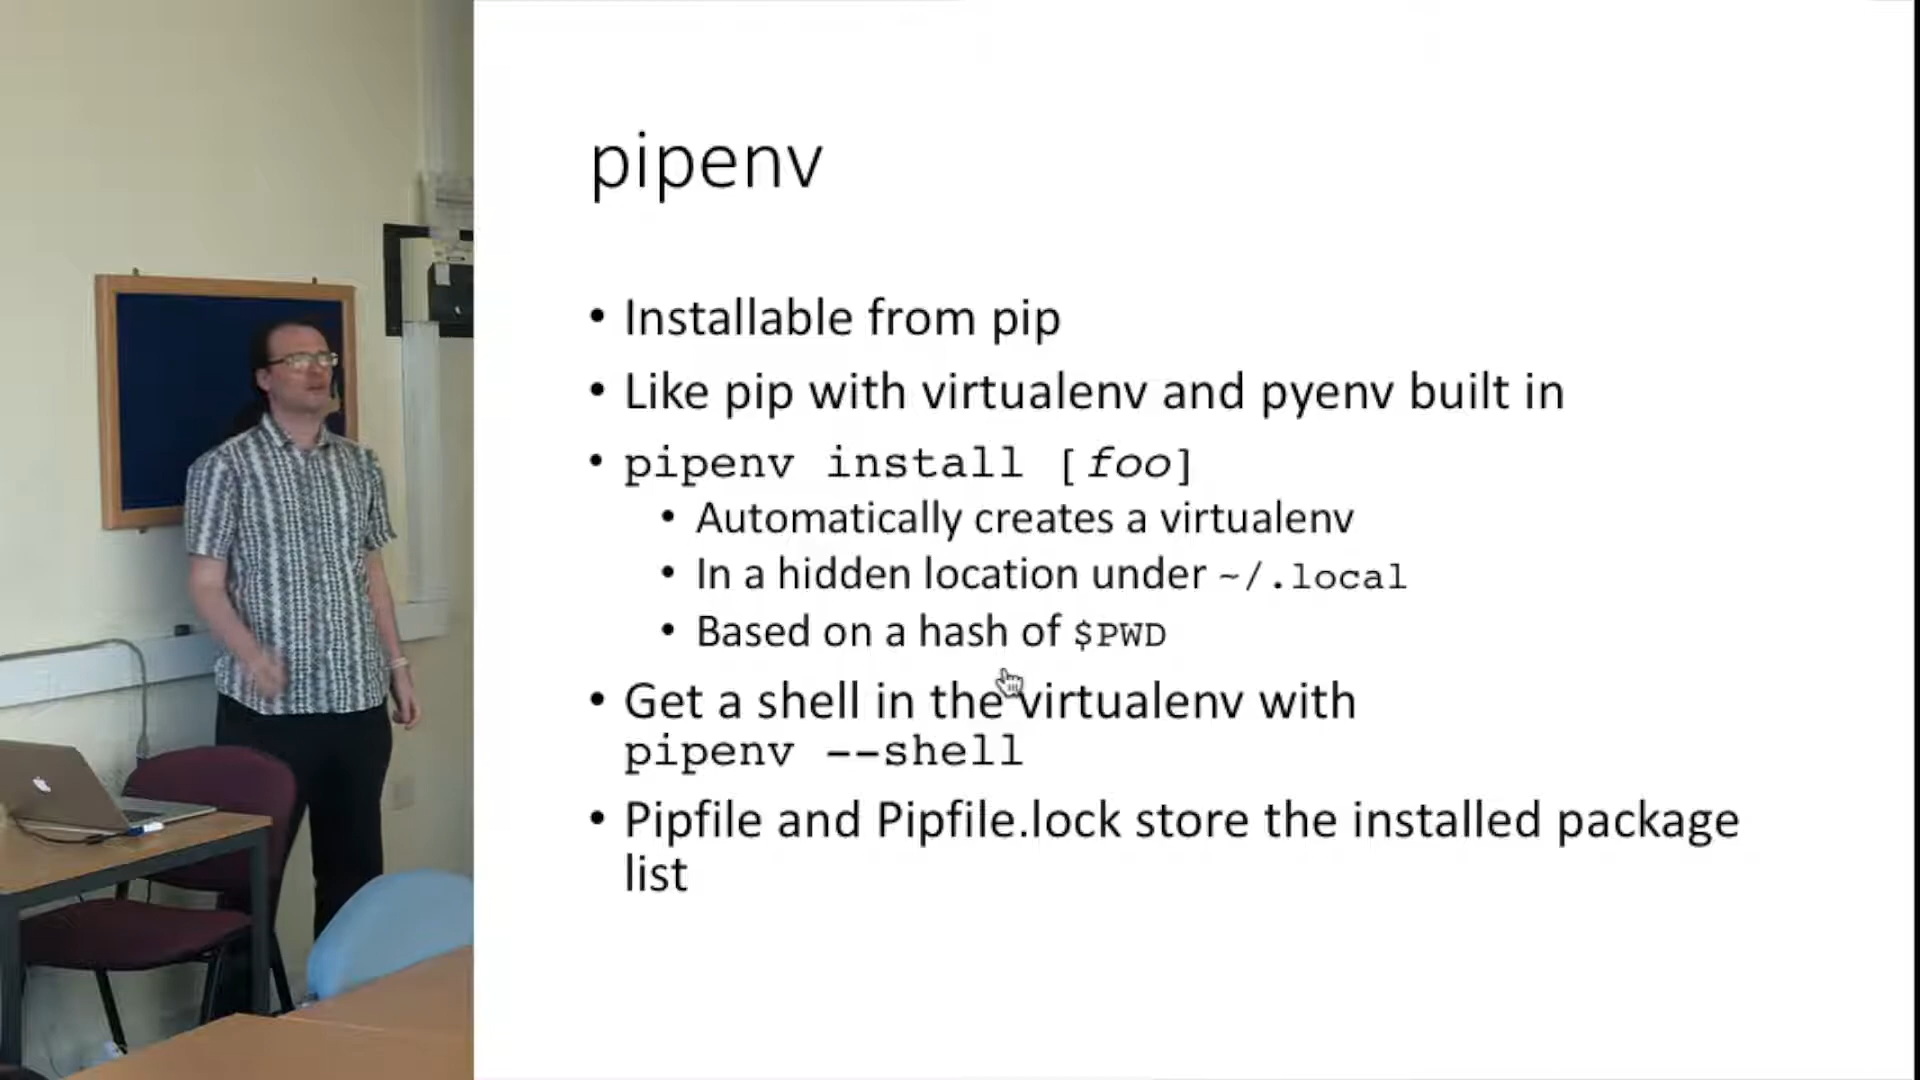 pipenv
• Installable from pip
• Like pip with virtualenv and pyenv built in
• pipenv install [foo]
• Automatically creates a virtualenv
• In a hidden location under ~/.local
• Based on a hash of $PWD
• Get a shell in the virtualenv with
pipenv --shell
• Pipfile and Pipfile.lock store the installed package
list